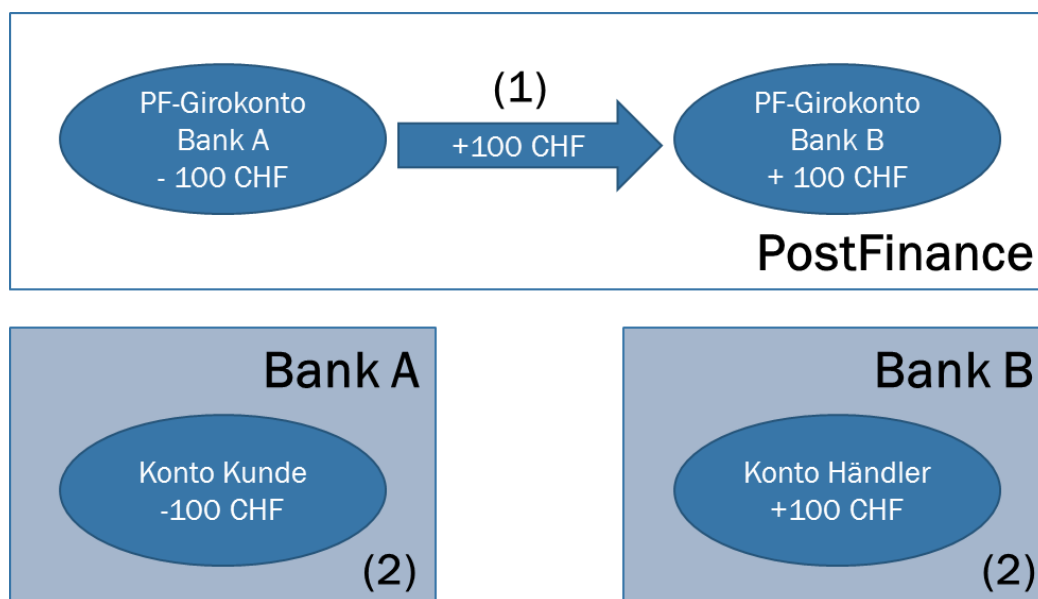 PF-Girokonto
Bank A
- 100 CHF
(1)
+100 CHF
PF-Girokonto
Bank B
+ 100 CHF
PostFinance
Bank A
Konto Kunde
-100 CHF
(2)
Bank B
Konto Händler
+100 CHF
(2)